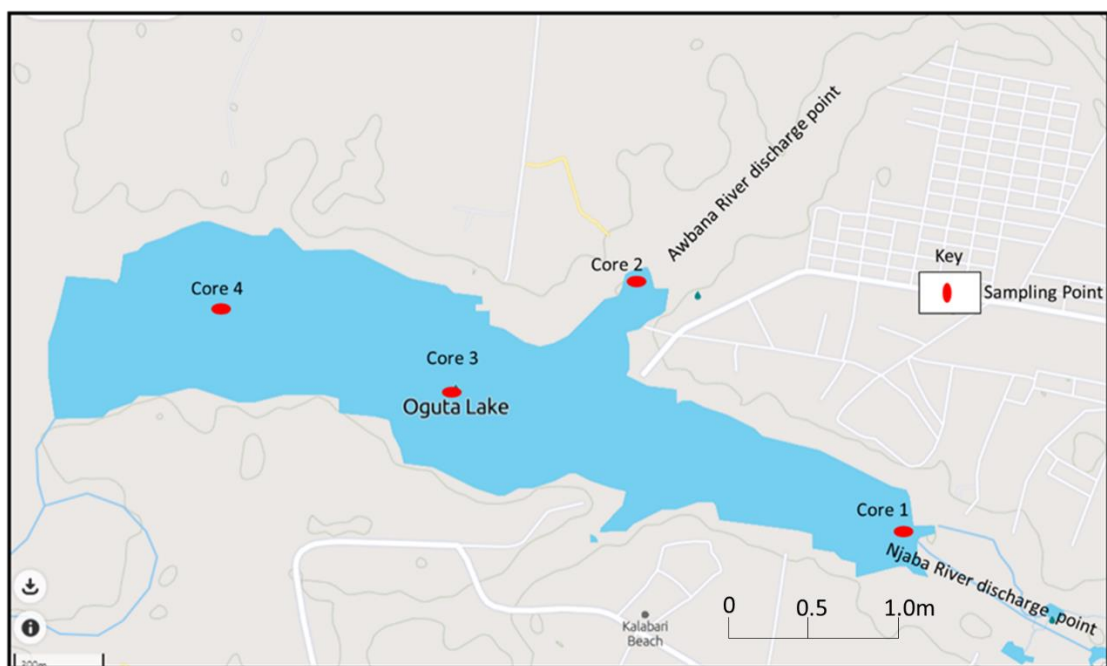 Awbana River discharge point
Core 2
Key
Sampling Point
Core 4
Core 3
Oguta Lake
Core 1
Njaba River discharge point
0 0.5 1.0m
Kalabari
Beach